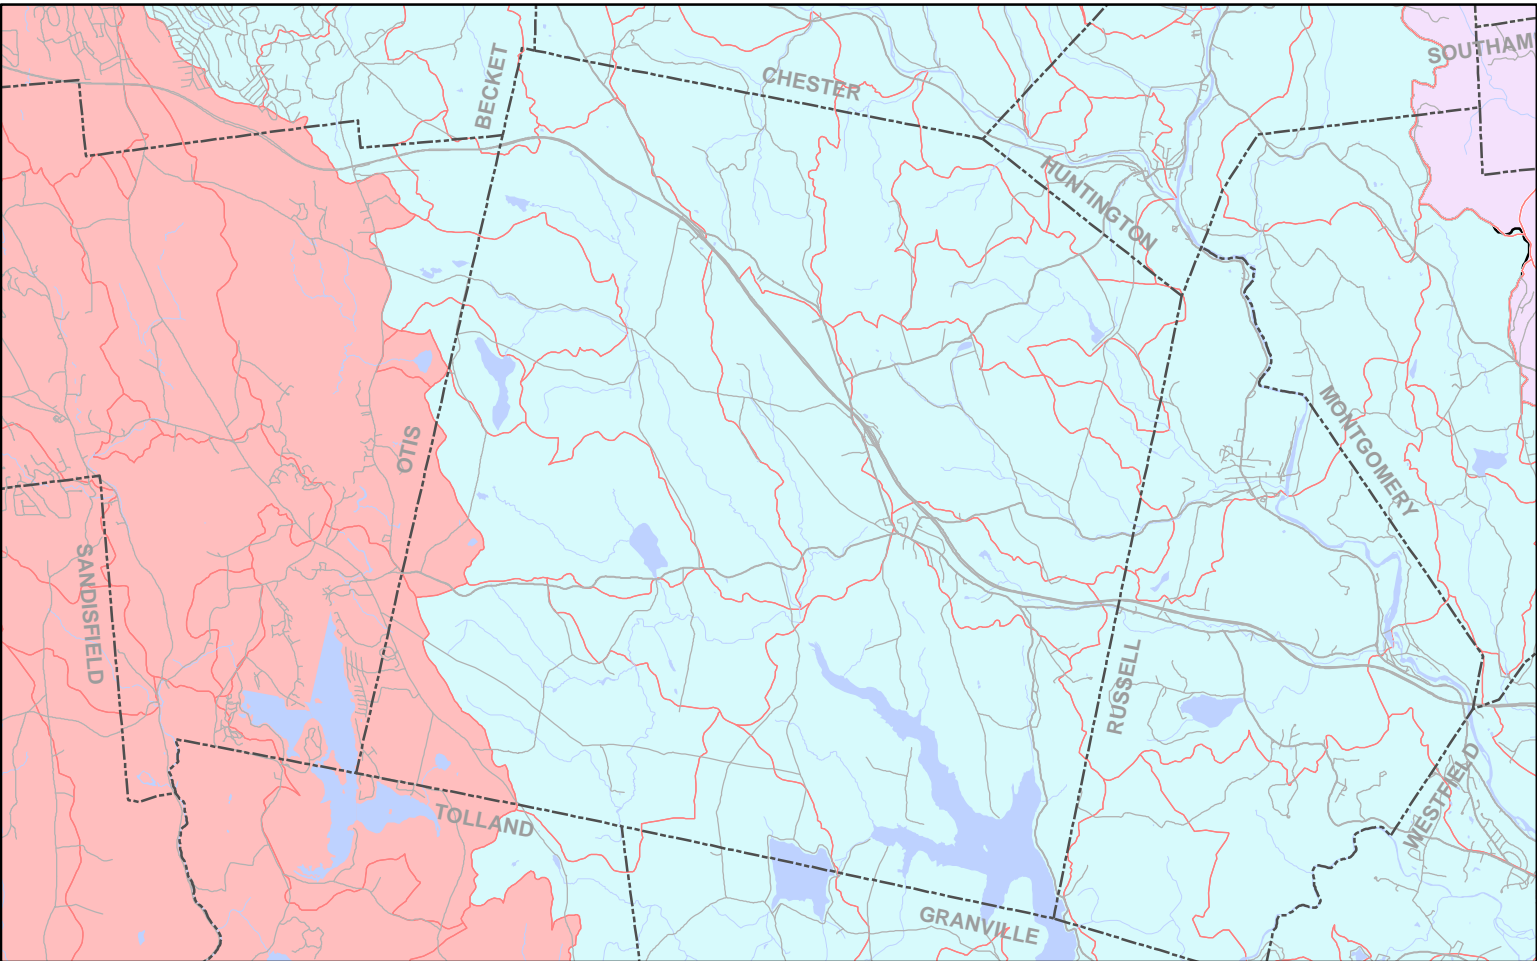 SOUTHAM
BECKET
CHESTER
HUNTINGTON
OTIS
MONTGOMERY
SANDISFIELD
RUSSELL
TOLLAND
WESTFIELD
GRANVILLE